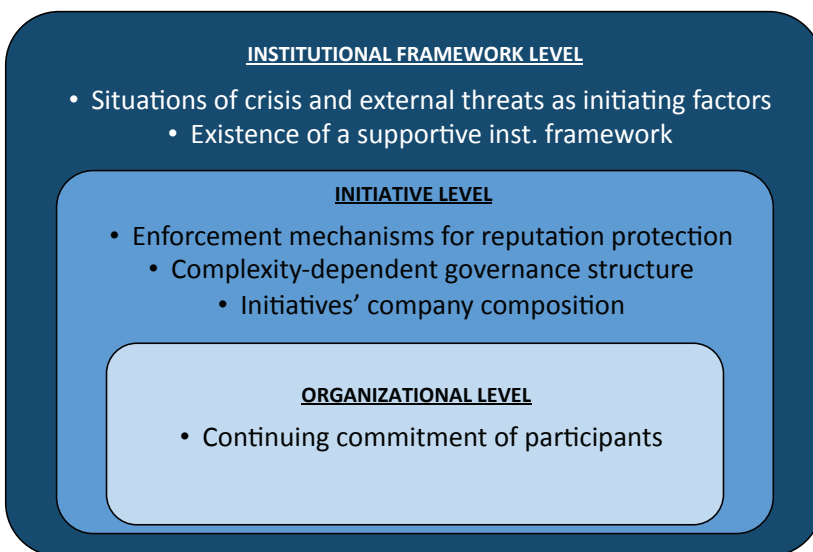 INSTITUTIONAL FRAMEWORK LEVEL
• Situations of crisis and external threats as initiating factors
• Existence of a supportive inst. framework
INITIATIVE LEVEL
• Enforcement mechanisms for reputation protection
• Complexity-dependent governance structure
• Initiatives’ company composition
ORGANIZATIONAL LEVEL
• Continuing commitment of participants